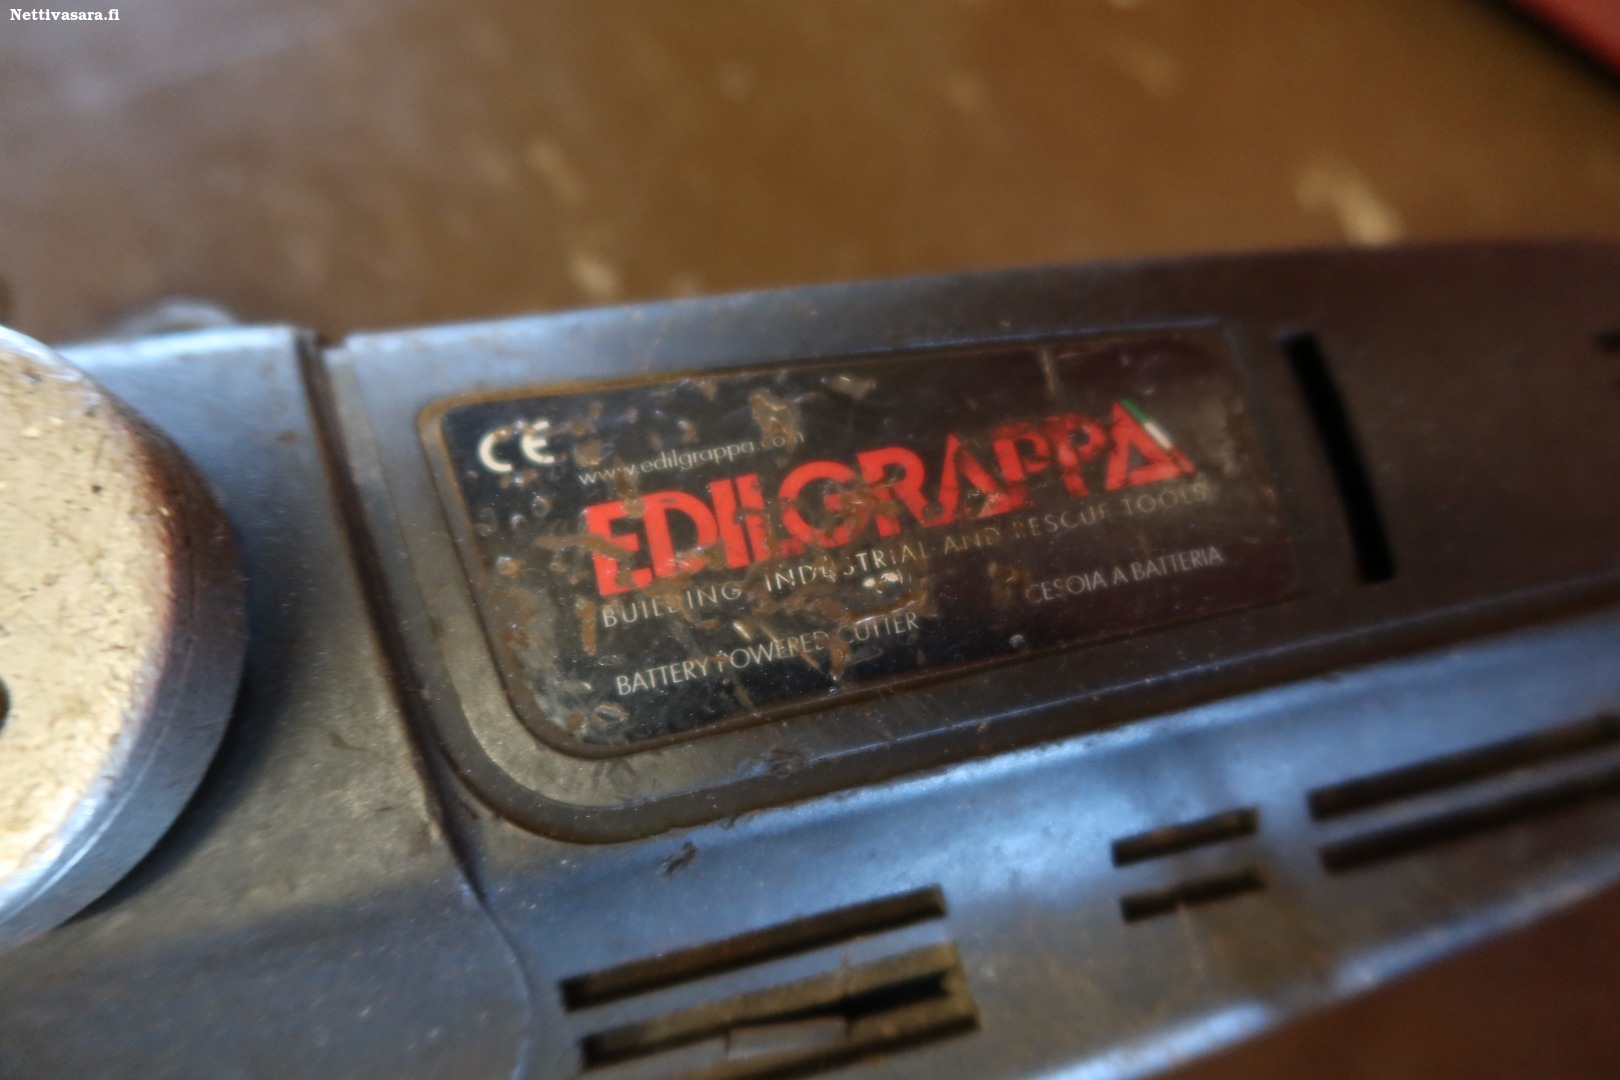 Nettivasara.fi
CE
www.edilgrappa.com
EDILGRAPPA
BUILDING, INDUSTRIAL AND RESCUE TOOLS
BATTERY POWERED CUTTER CESOIA A BATTERIA